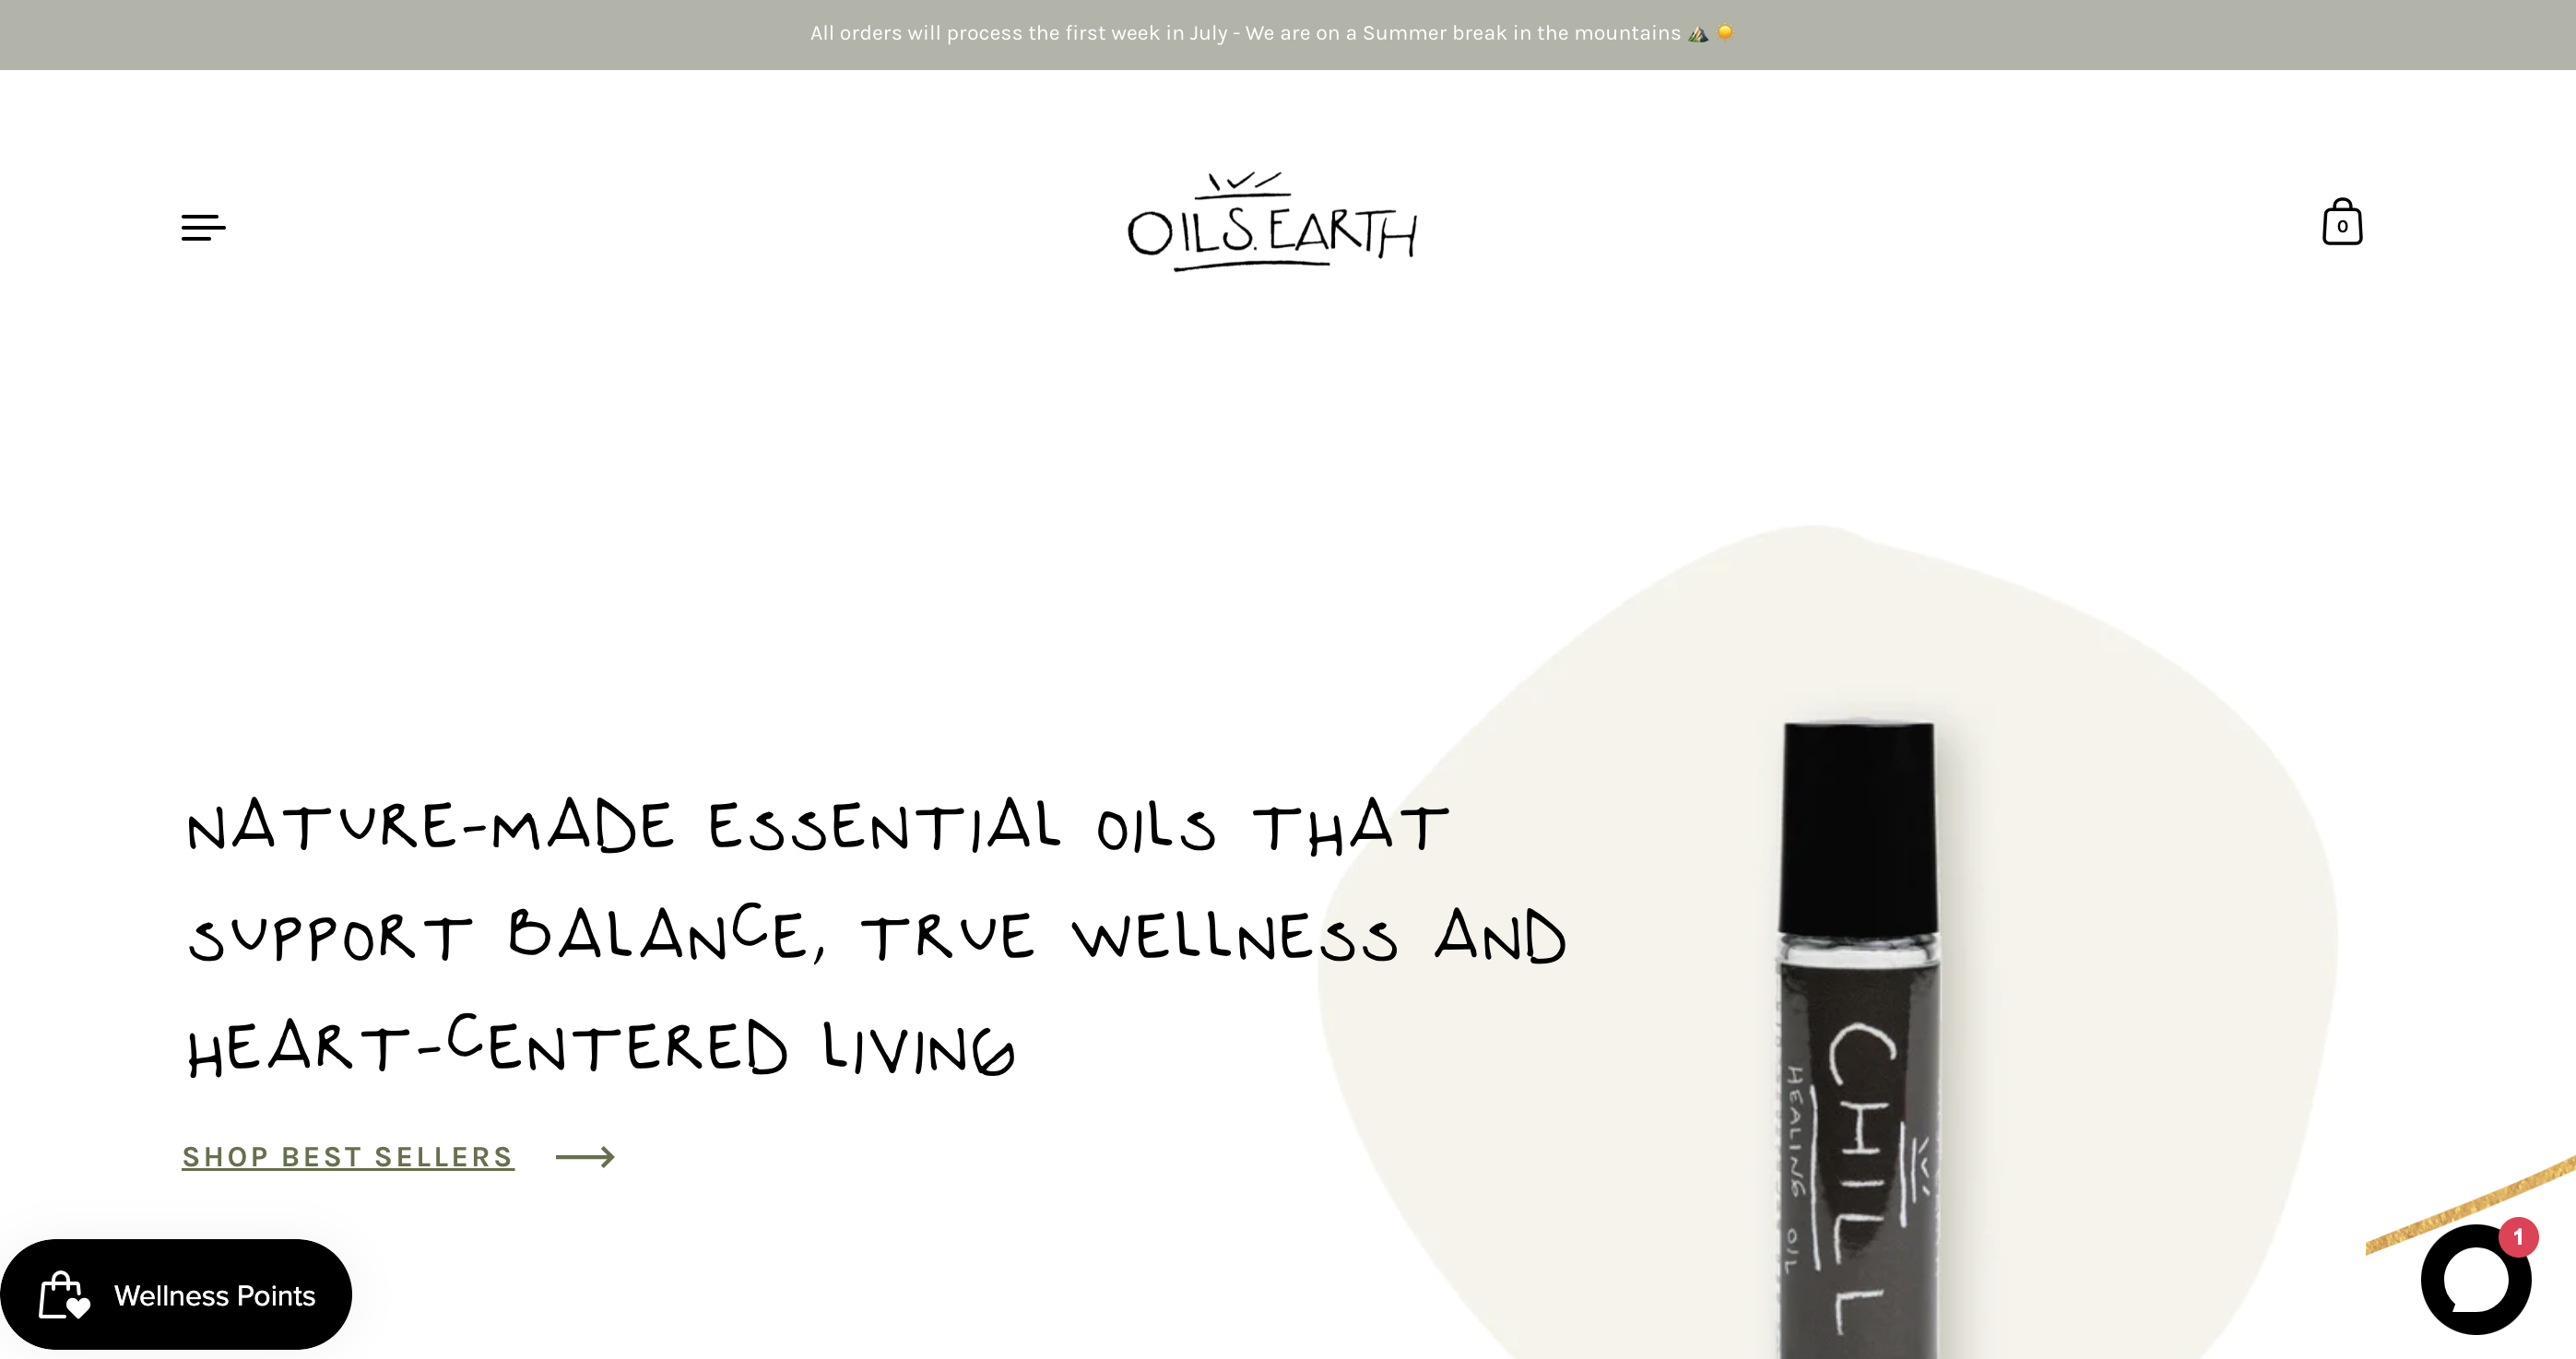 All orders will process the first week in July - We are on a Summer break in the mountains ⛰️ ☀️
OILS.EARTH
0
NATURE-MADE ESSENTIAL OILS THAT
SUPPORT BALANCE, TRUE WELLNESS AND
HEART-CENTERED LIVING
SHOP BEST SELLERS
CHILL
HEALING OIL
Wellness Points
1